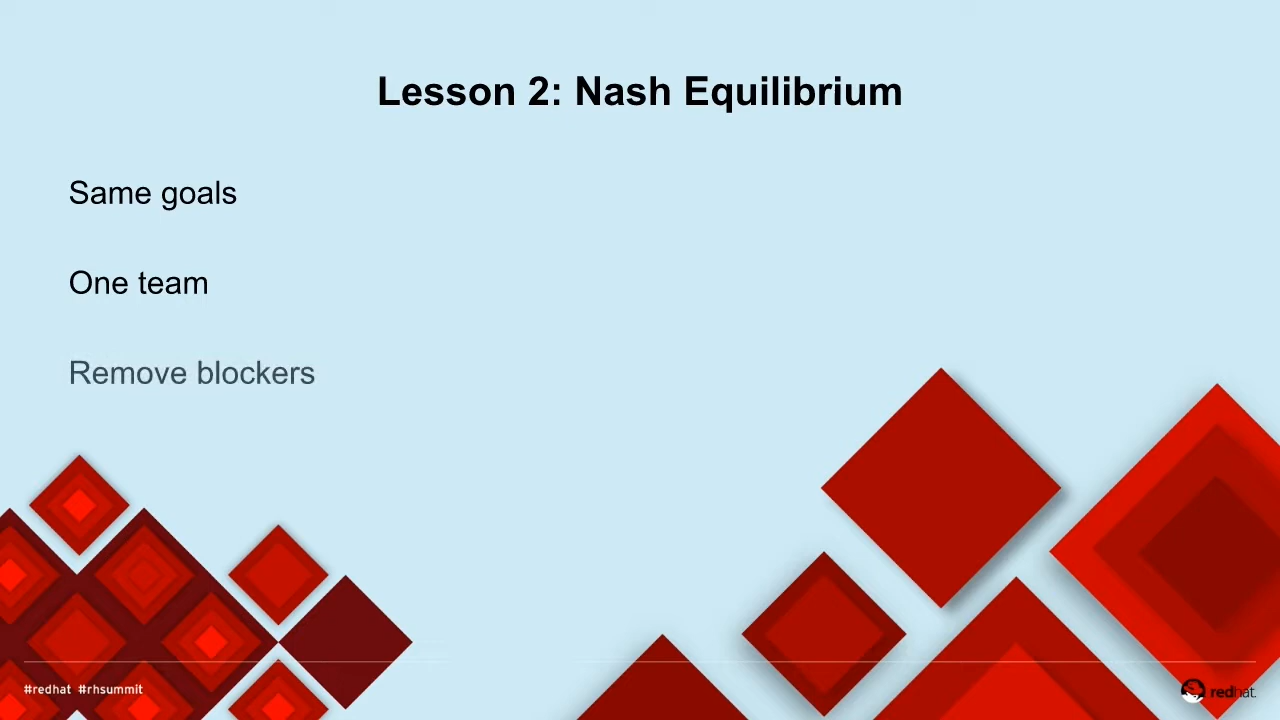 Lesson 2: Nash Equilibrium
Same goals
One team
Remove blockers
#redhat #rhsummit
redhat.